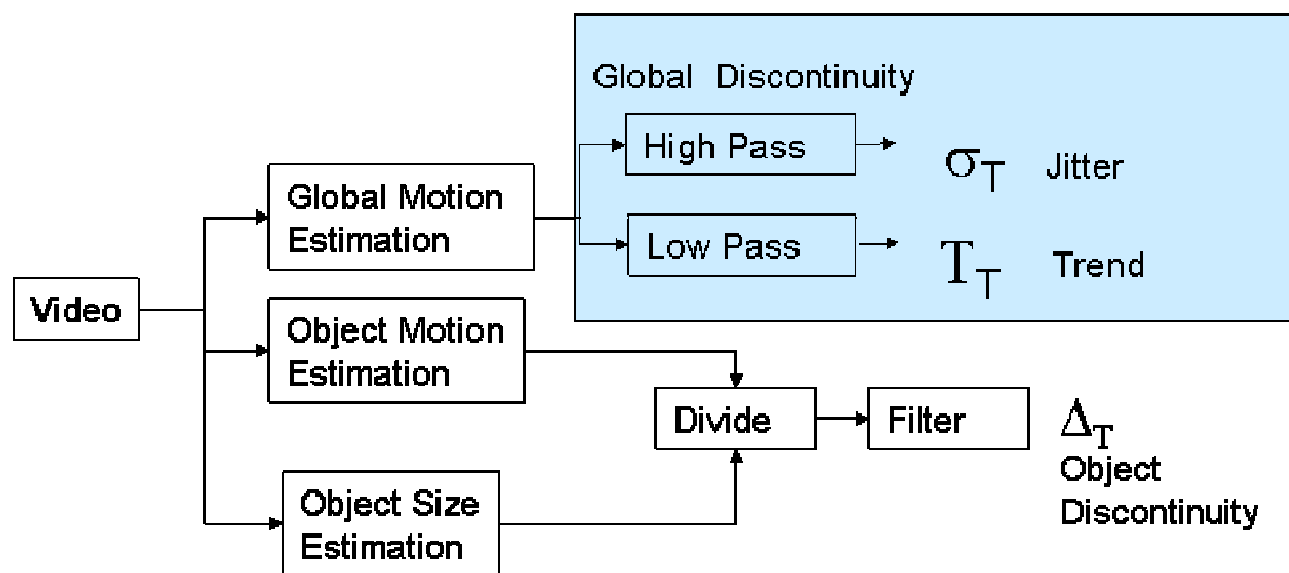 Global Discontinuity
High Pass
σT Jitter
Global Motion
Estimation
Low Pass
TT Trend
Video
Object Motion
Estimation
Divide
Filter
ΔT
Object
Discontinuity
Object Size
Estimation